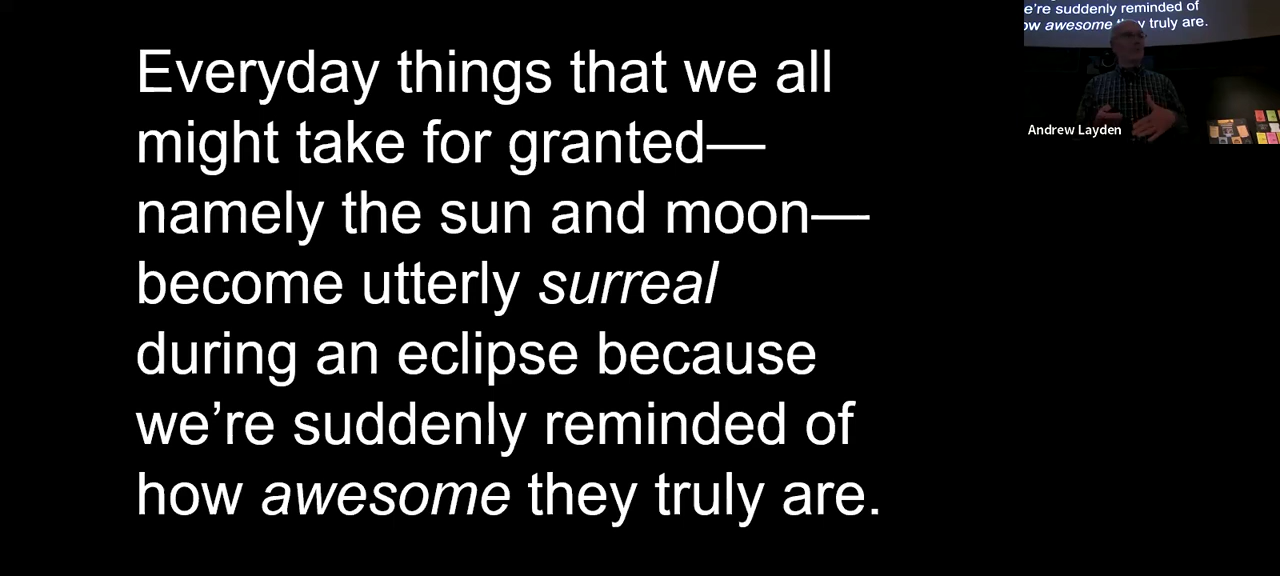 Everyday things that we all
might take for granted—
namely the sun and moon—
become utterly surreal
during an eclipse because
we’re suddenly reminded of
how awesome they truly are.
e’re suddenly reminded of
ow awesome they truly are.
Andrew Layden